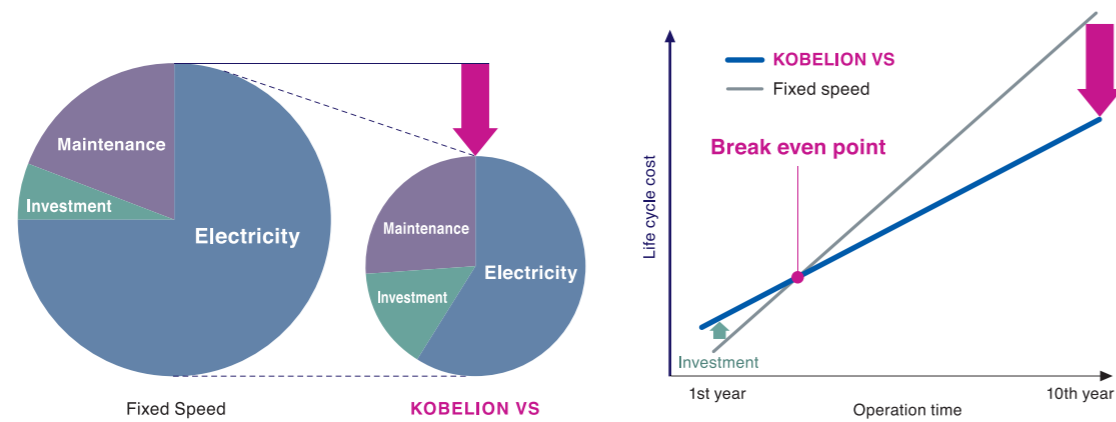 Maintenance
Investment
Electricity
Fixed Speed
Maintenance
Investment
Electricity
KOBELION VS
KOBELION VS
Fixed speed
Break even point
Life cycle cost
Investment
1st year
10th year
Operation time